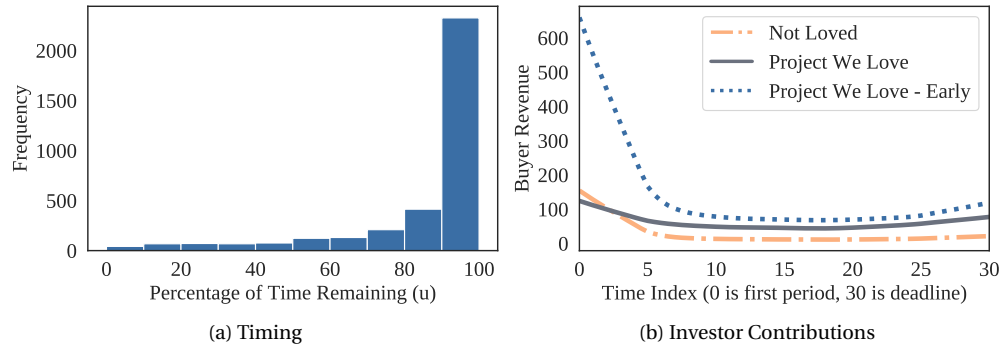 Frequency
2000
1500
1000
500
0
0 20 40 60 80 100
Percentage of Time Remaining (u)
(a) Timing
Buyer Revenue
600
500
400
300
200
100
0
Not Loved
Project We Love
Project We Love - Early
0 5 10 15 20 25 30
Time Index (0 is first period, 30 is deadline)
(b) Investor Contributions